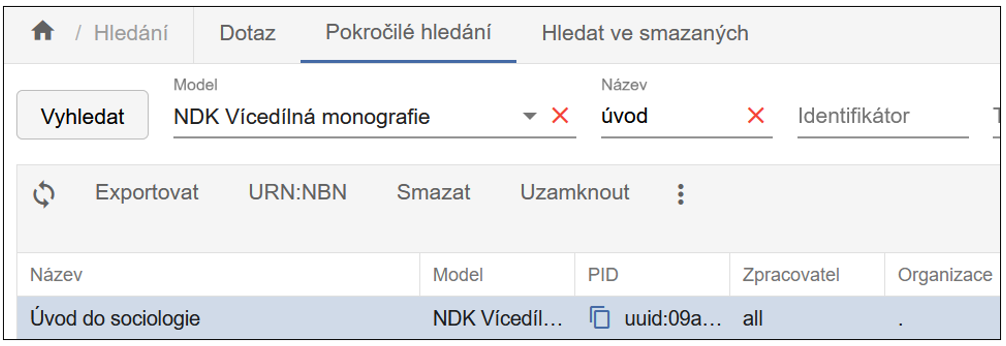 / Hledání Dotaz Pokročilé hledání Hledat ve smazaných
Model Název
Vyhledat NDK Vícedílná monografie úvod Identifikátor
Exportovat URN:NBN Smazat Uzamknout
Název Model PID Zpracovatel Organizace
Úvod do sociologie NDK Vícedíl... uuid:09a... all .